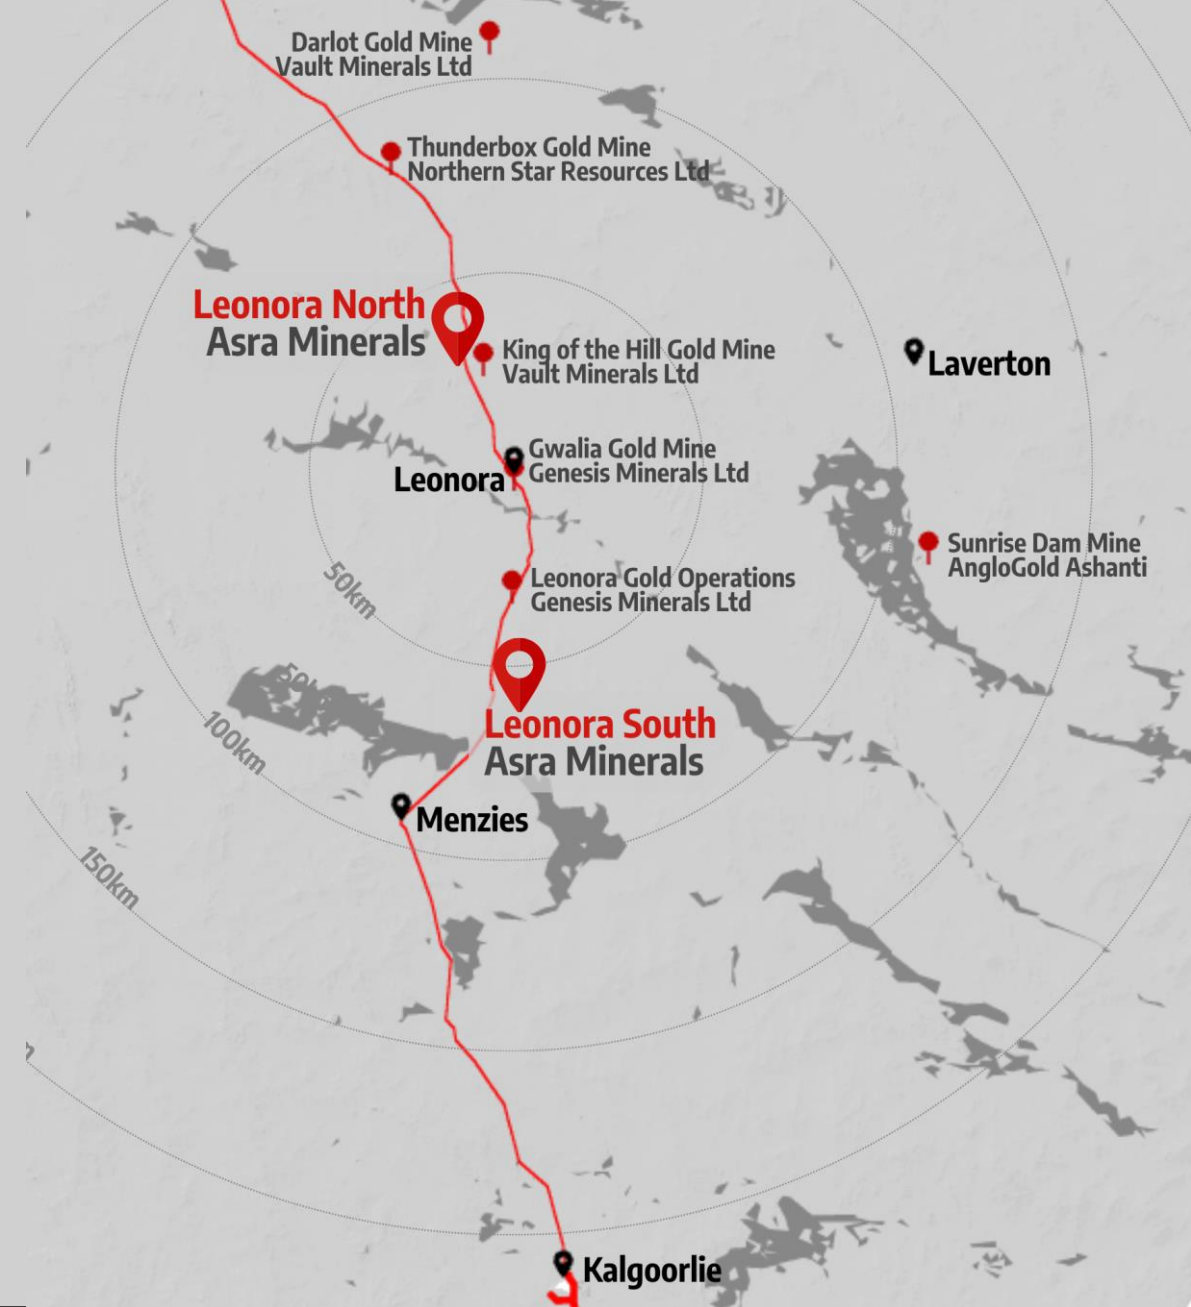 Darlot Gold Mine
Vault Minerals Ltd
Thunderbox Gold Mine
Northern Star Resources Ltd
Leonora North
Asra Minerals
King of the Hill Gold Mine
Vault Minerals Ltd
Laverton
Gwalia Gold Mine
Genesis Minerals Ltd
Leonora
Sunrise Dam Mine
AngloGold Ashanti
50km
Leonora Gold Operations
Genesis Minerals Ltd
100km
Leonora South
Asra Minerals
Menzies
150km
Kalgoorlie